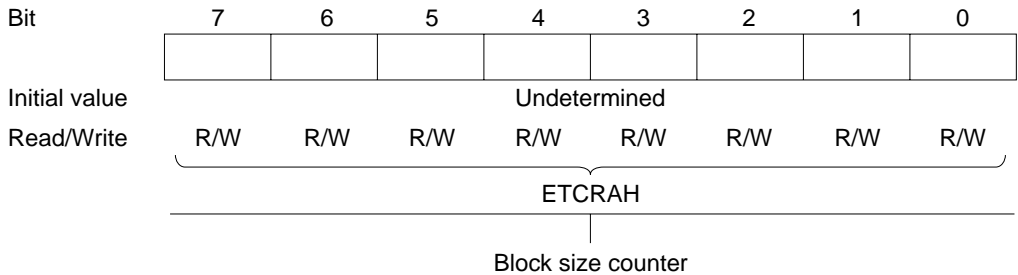 Bit 7 6 5 4 3 2 1 0
Initial value Undetermined
Read/Write R/W R/W R/W R/W R/W R/W R/W R/W
ETCRAH
Block size counter